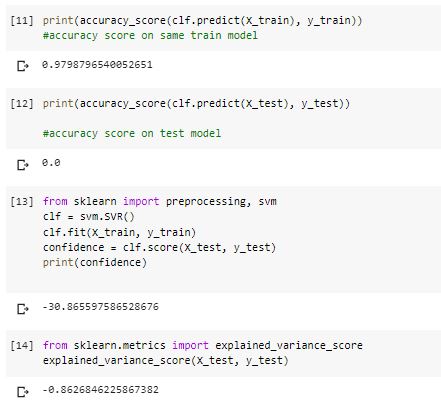 [11] print(accuracy_score(clf.predict(X_train), y_train))
#accuracy score on same train model
0.9798796540052651
[12] print(accuracy_score(clf.predict(X_test), y_test))
#accuracy score on test model
0.0
[13] from sklearn import preprocessing, svm
clf = svm.SVR()
clf.fit(X_train, y_train)
confidence = clf.score(X_test, y_test)
print(confidence)
-30.865597586528676
[14] from sklearn.metrics import explained_variance_score
explained_variance_score(X_test, y_test)
-0.8626846225867382